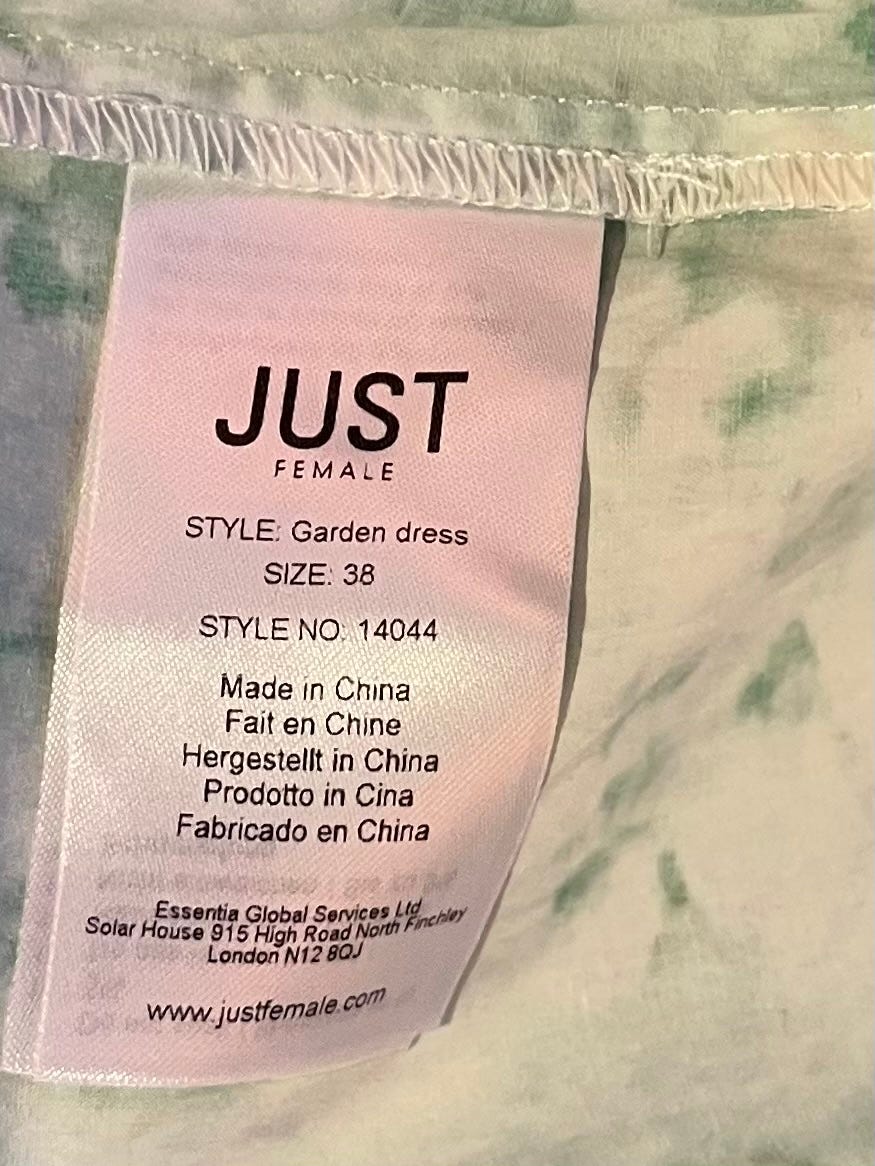 JUST
FEMALE
STYLE: Garden dress
SIZE: 38
STYLE NO: 14044
Made in China
Fait en Chine
Hergestellt in China
Prodotto in Cina
Fabricado en China
Essentia Global Services Ltd
Solar House 915 High Road North Finchley
London N12 8QJ
www.justfemale.com